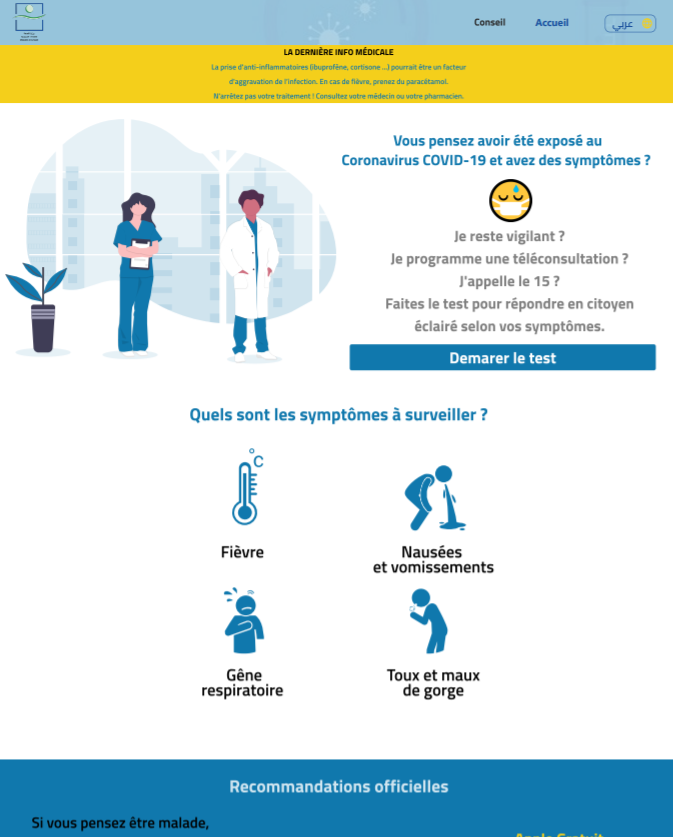 Conseil
Accueil
عربي
LA DERNIÈRE INFO MÉDICALE
La prise d'anti-inflammatoires (ibuprofène, cortisone ...) pourrait être un facteur
d'aggravation de l'infection. En cas de fièvre, prenez du paracétamol.
N'arrêtez pas votre traitement ! Consultez votre médecin ou votre pharmacien.
Vous pensez avoir été exposé au
Coronavirus COVID-19 et avez des symptômes ?
Je reste vigilant ?
Je programme une téléconsultation ?
J'appelle le 15 ?
Faites le test pour répondre en citoyen
éclairé selon vos symptômes.
Demarer le test
Quels sont les symptômes à surveiller ?
°C
Fièvre
Nausées
et vomissements
Gêne
respiratoire
Toux et maux
de gorge
Recommandations officielles
Si vous pensez être malade,